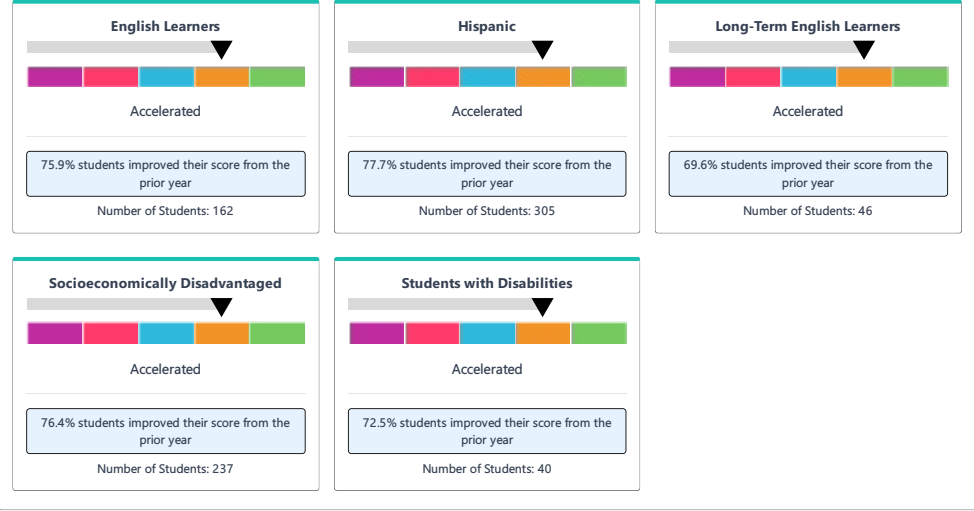 English Learners
Accelerated
75.9% students improved their score from the
prior year
Number of Students: 162
Hispanic
Accelerated
77.7% students improved their score from the
prior year
Number of Students: 305
Long-Term English Learners
Accelerated
69.6% students improved their score from the
prior year
Number of Students: 46
Socioeconomically Disadvantaged
Accelerated
76.4% students improved their score from the
prior year
Number of Students: 237
Students with Disabilities
Accelerated
72.5% students improved their score from the
prior year
Number of Students: 40